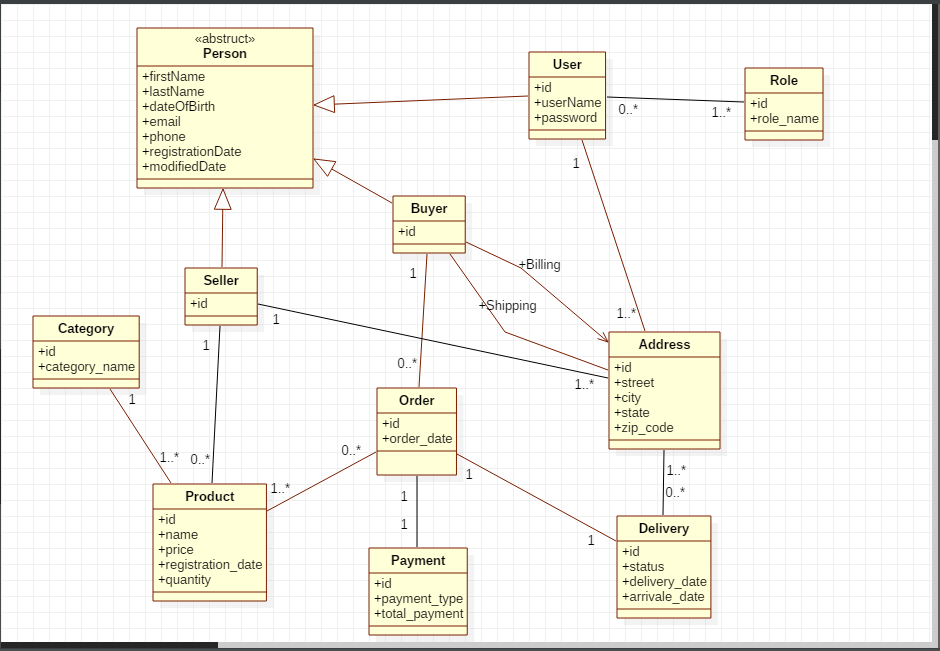 «abstruct»
Person
+firstName
+lastName
+dateOfBirth
+email
+phone
+registrationDate
+modifiedDate
User
+id
+userName
+password
0..*
1..*
Role
+id
+role_name
1
Buyer
+id
+Billing
+Shipping
1
Seller
+id
1
1
1..*
Category
+id
+category_name
1
Address
+id
+street
+city
+state
+zip_code
0..*
1..*
Order
+id
+order_date
1..*
0..*
0..*
1..*
1
1
1
1
1..*
0..*
Product
+id
+name
+price
+registration_date
+quantity
Payment
+id
+payment_type
+total_payment
Delivery
+id
+status
+delivery_date
+arrivale_date